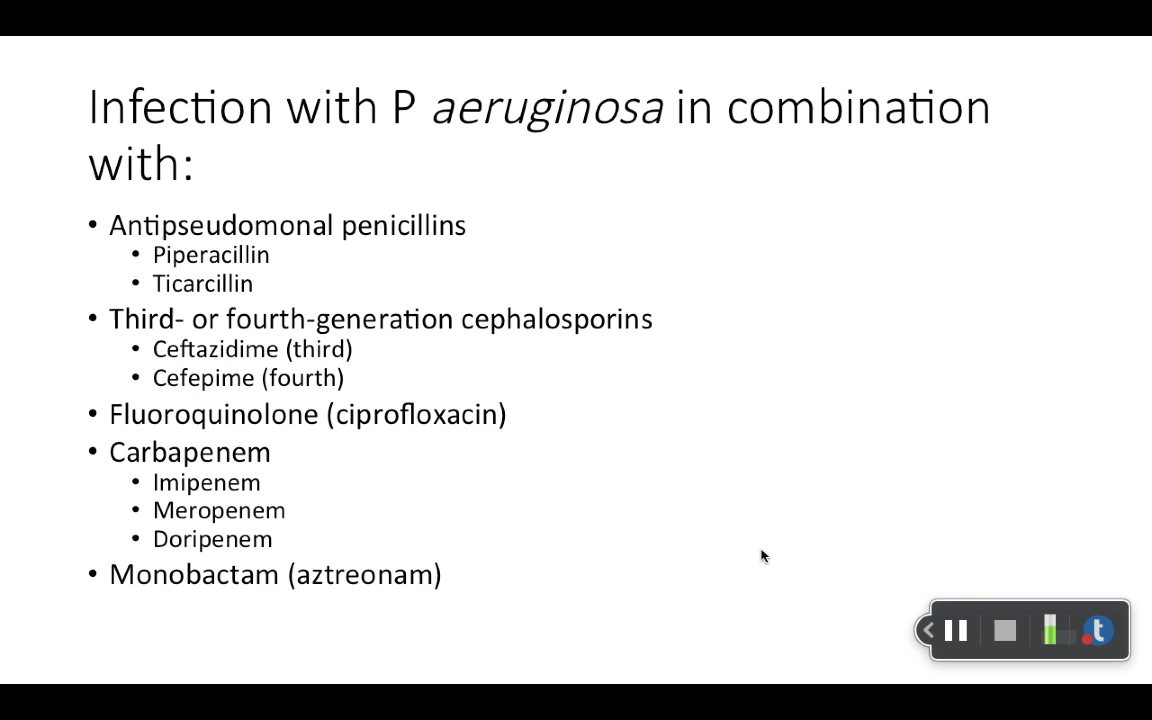 Infection with P aeruginosa in combination
with:
• Antipseudomonal penicillins
• Piperacillin
• Ticarcillin
• Third- or fourth-generation cephalosporins
• Ceftazidime (third)
• Cefepime (fourth)
• Fluoroquinolone (ciprofloxacin)
• Carbapenem
• Imipenem
• Meropenem
• Doripenem
• Monobactam (aztreonam)
t